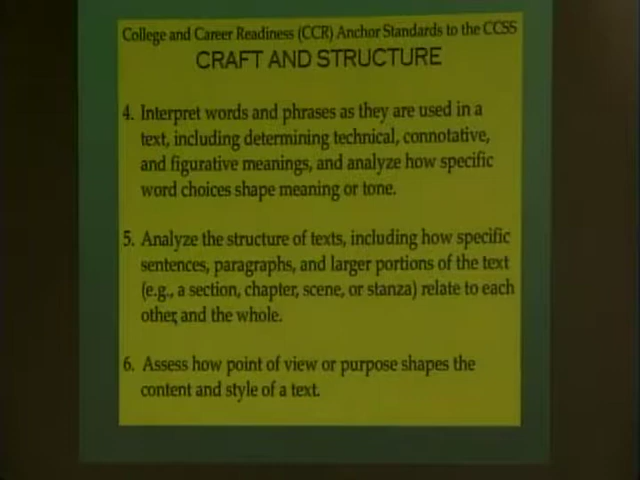 College and Career Readiness (CCR) Anchor Standards to the CCSS
CRAFT AND STRUCTURE
4. Interpret words and phrases as they are used in a
text, including determining technical, connotative,
and figurative meanings, and analyze how specific
word choices shape meaning or tone.
5. Analyze the structure of texts, including how specific
sentences, paragraphs, and larger portions of the text
(e.g., a section, chapter, scene, or stanza) relate to each
other, and the whole.
6. Assess how point of view or purpose shapes the
content and style of a text.